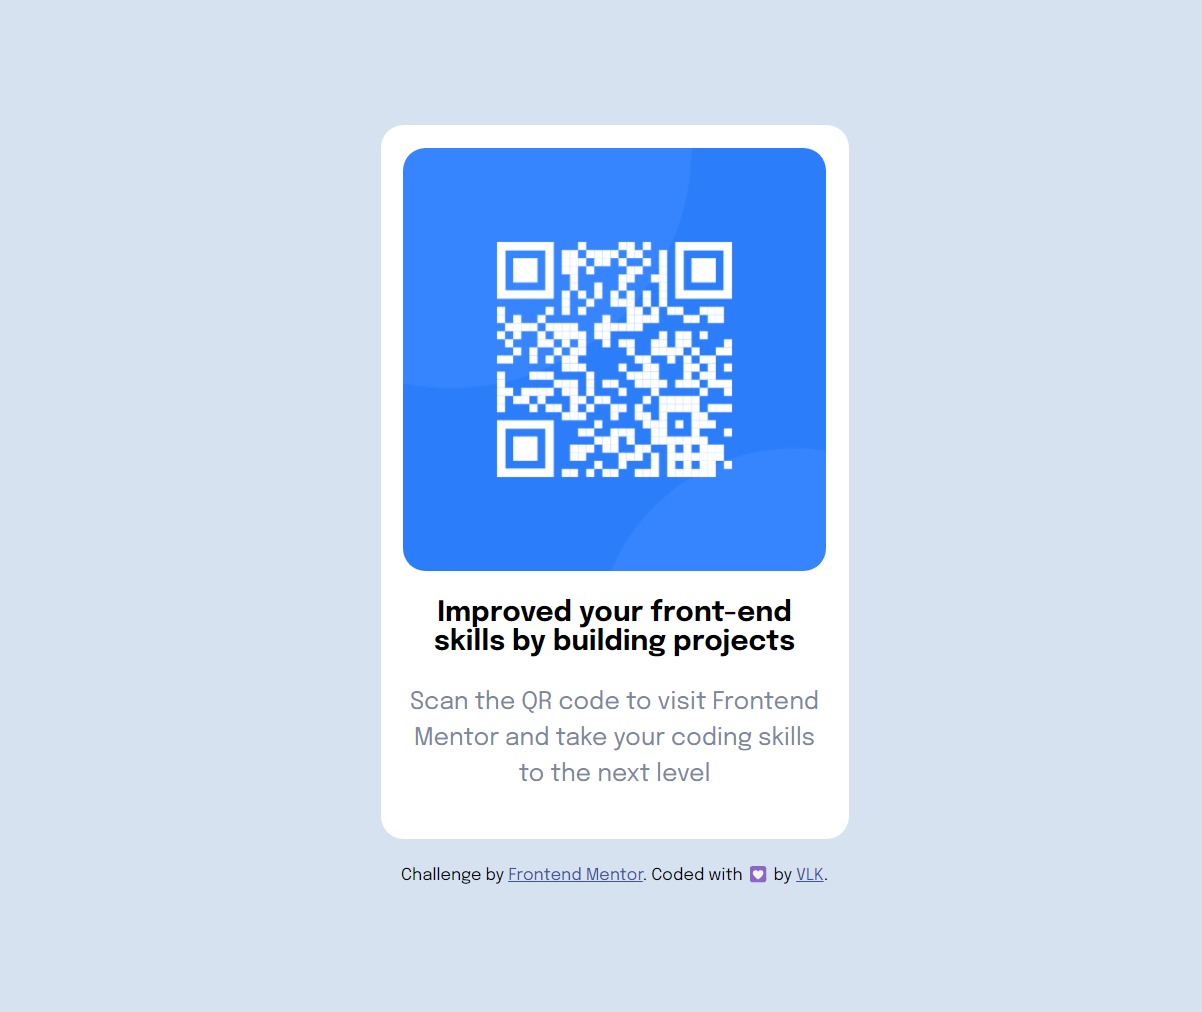 Improved your front-end
skills by building projects
Scan the QR code to visit Frontend
Mentor and take your coding skills
to the next level
Challenge by Frontend Mentor. Coded with 💟 by VLK.